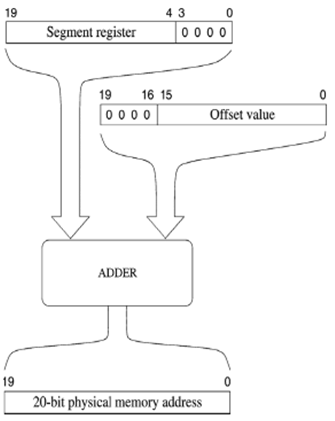 19 4 3 0
Segment register 0 0 0 0
19 16 15 0
0 0 0 0 Offset value
ADDER
19 0
20-bit physical memory address